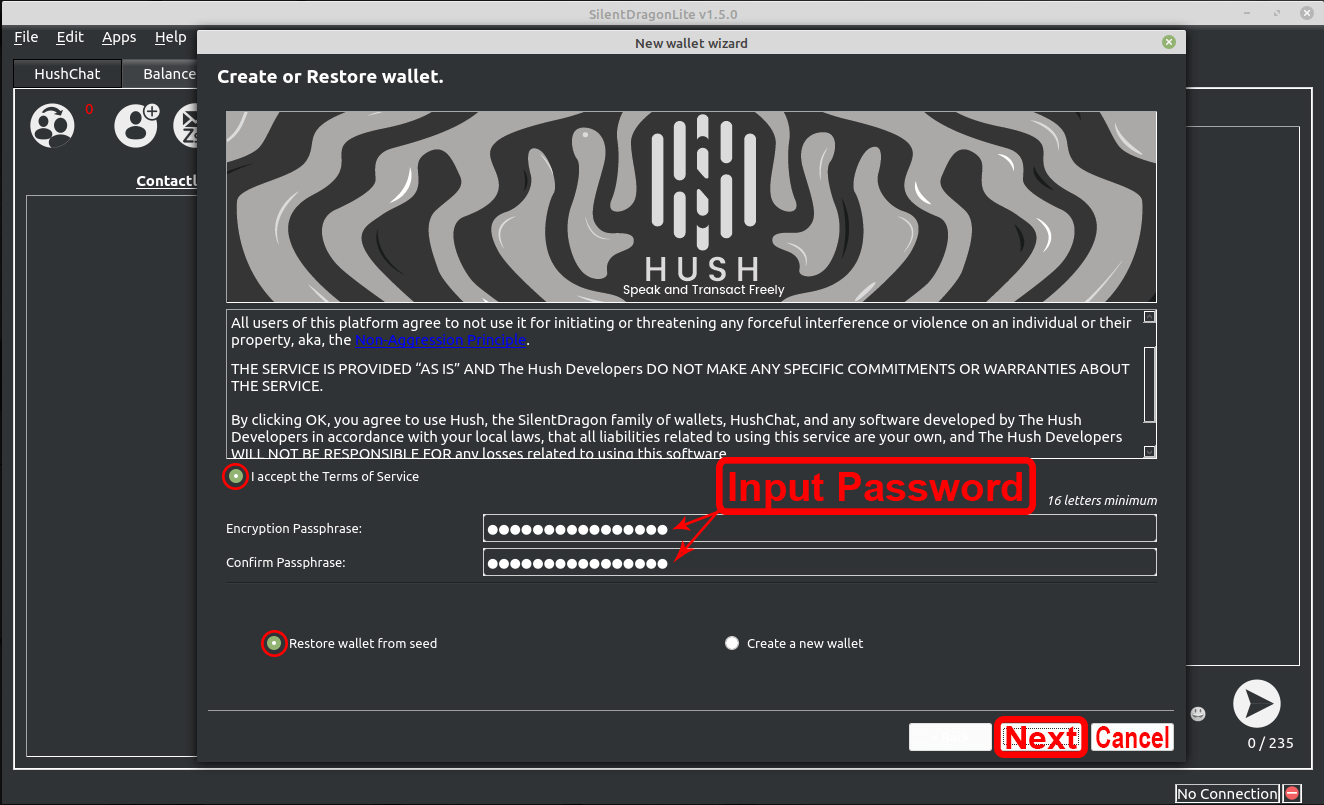 SilentDragonLite v1.5.0
File Edit Apps Help
New wallet wizard
HushChat Balance
Create or Restore wallet.
0
HUSH
Speak and Transact Freely
Contactl
All users of this platform agree to not use it for initiating or threatening any forceful interference or violence on an individual or their
property, aka, the Non-Aggression Principle.
THE SERVICE IS PROVIDED “AS IS” AND The Hush Developers DO NOT MAKE ANY SPECIFIC COMMITMENTS OR WARRANTIES ABOUT
THE SERVICE.
By clicking OK, you agree to use Hush, the SilentDragon family of wallets, HushChat, and any software developed by The Hush
Developers in accordance with your local laws, that all liabilities related to using this service are your own, and The Hush Developers
WILL NOT BE RESPONSIBLE FOR any losses related to using this software
I accept the Terms of Service
Input Password
16 letters minimum
Encryption Passphrase:
Confirm Passphrase:
Restore wallet from seed
Create a new wallet
Next
Cancel
0 / 235
No Connection